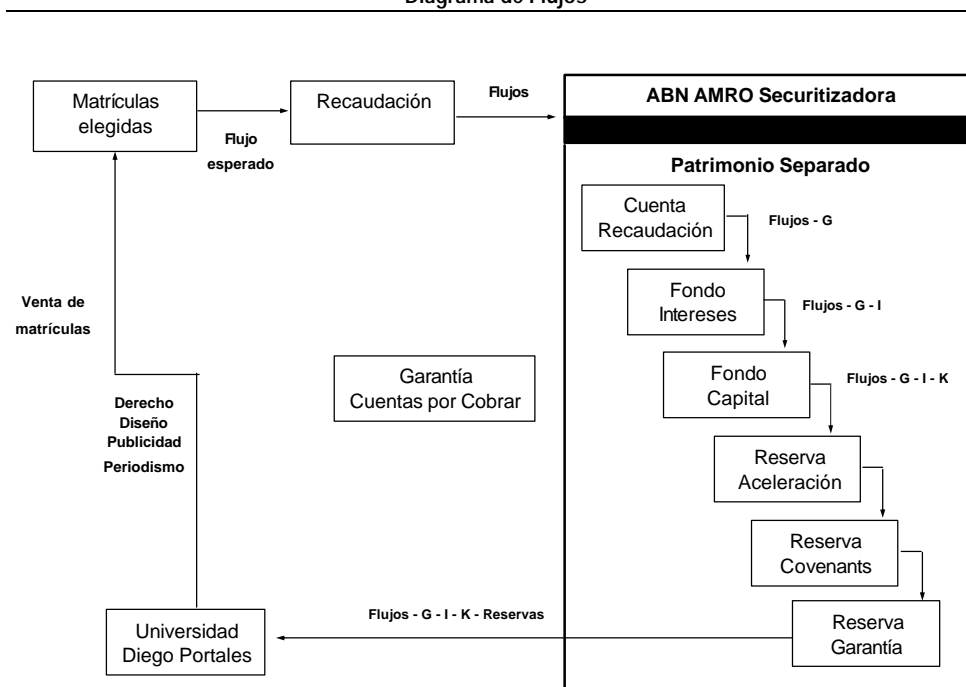 Diagrama de Flujos
Matrículas
elegidas
Flujo
esperado
Recaudación
Flujos
ABN AMRO Securitizadora
Patrimonio Separado
Cuenta
Recaudación
Flujos - G
Fondo
Intereses
Flujos - G - I
Fondo
Capital
Flujos - G - I - K
Reserva
Aceleración
Reserva
Covenants
Reserva
Garantía
Flujos - G - I - K - Reservas
Garantía
Cuentas por Cobrar
Venta de
matrículas
Derecho
Diseño
Publicidad
Periodismo
Universidad
Diego Portales